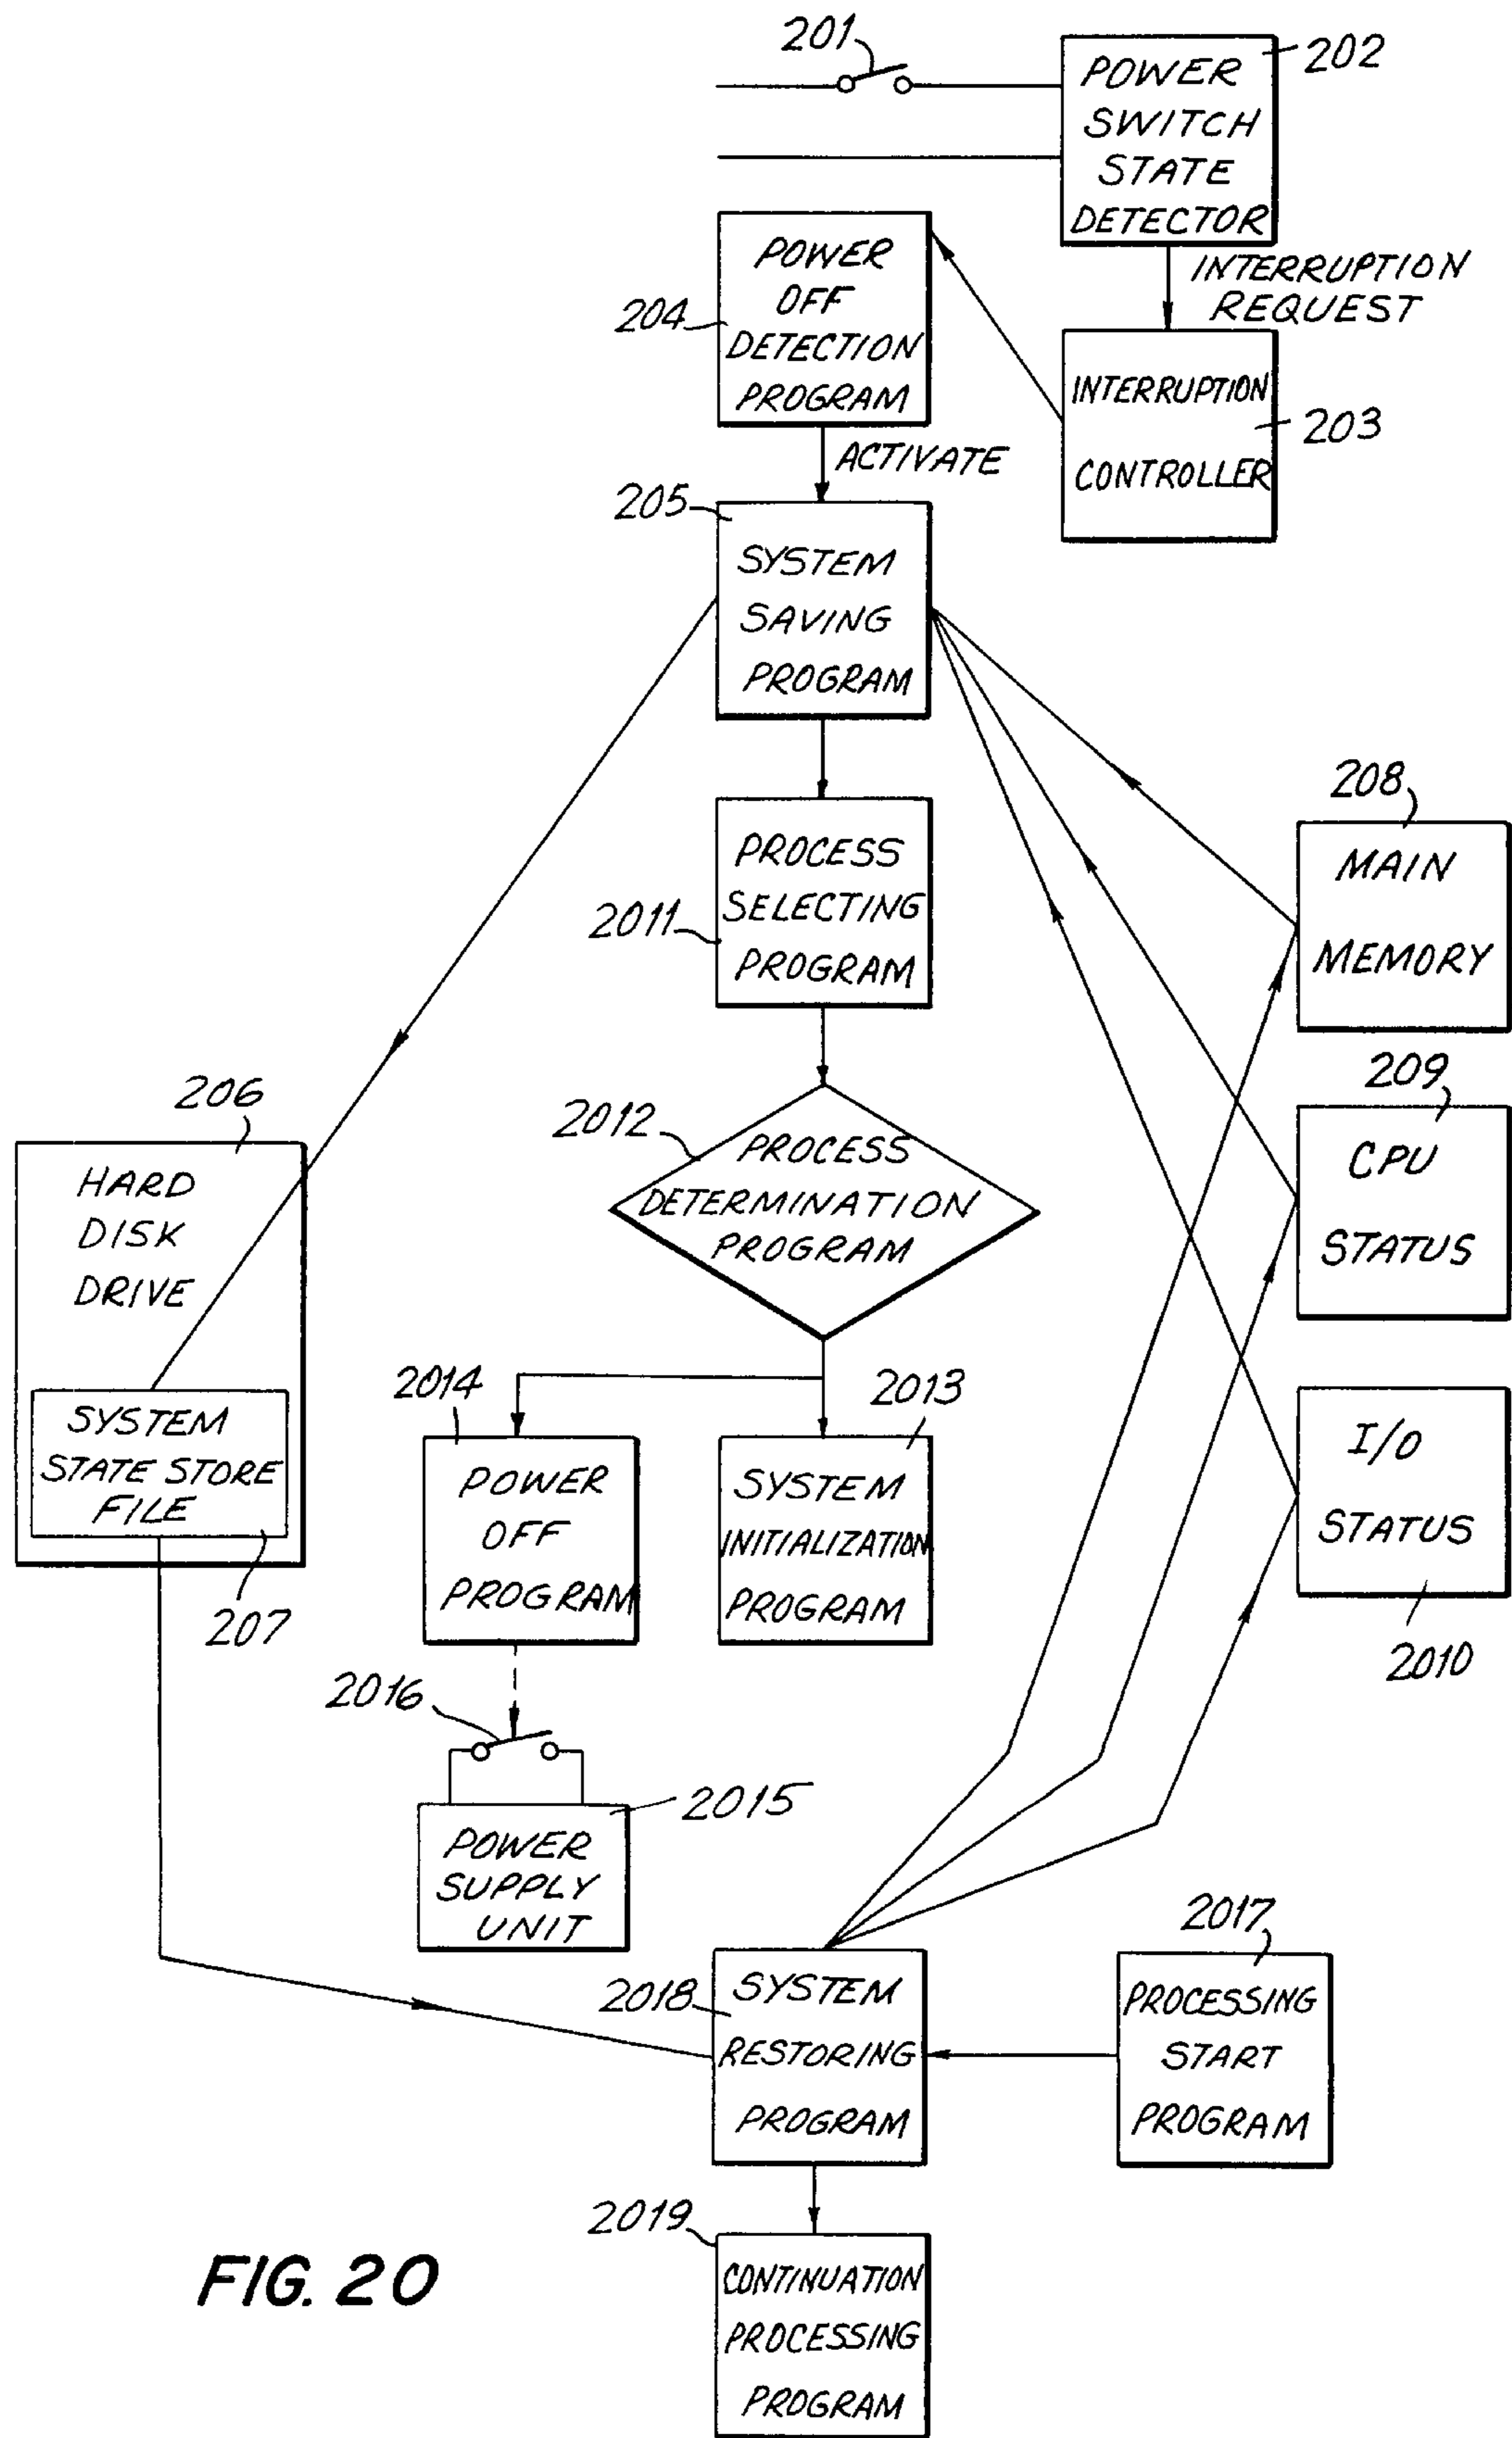 201
202
POWER
SWITCH
STATE
DETECTOR
INTERRUPTION
REQUEST
POWER
OFF
DETECTION
PROGRAM
204
INTERRUPTION
CONTROLLER
203
ACTIVATE
205
SYSTEM
SAVING
PROGRAM
208
MAIN
MEMORY
PROCESS
SELECTING
PROGRAM
2011
209
CPU
STATUS
206
HARD
DISK
DRIVE
2012
PROCESS
DETERMINATION
PROGRAM
SYSTEM
STATE STORE
FILE
207
2014
POWER
OFF
PROGRAM
2013
SYSTEM
INITIALIZATION
PROGRAM
I/O
STATUS
2010
2016
2015
POWER
SUPPLY
UNIT
2017
PROCESSING
START
PROGRAM
2018
SYSTEM
RESTORING
PROGRAM
2019
CONTINUATION
PROCESSING
PROGRAM
FIG. 20